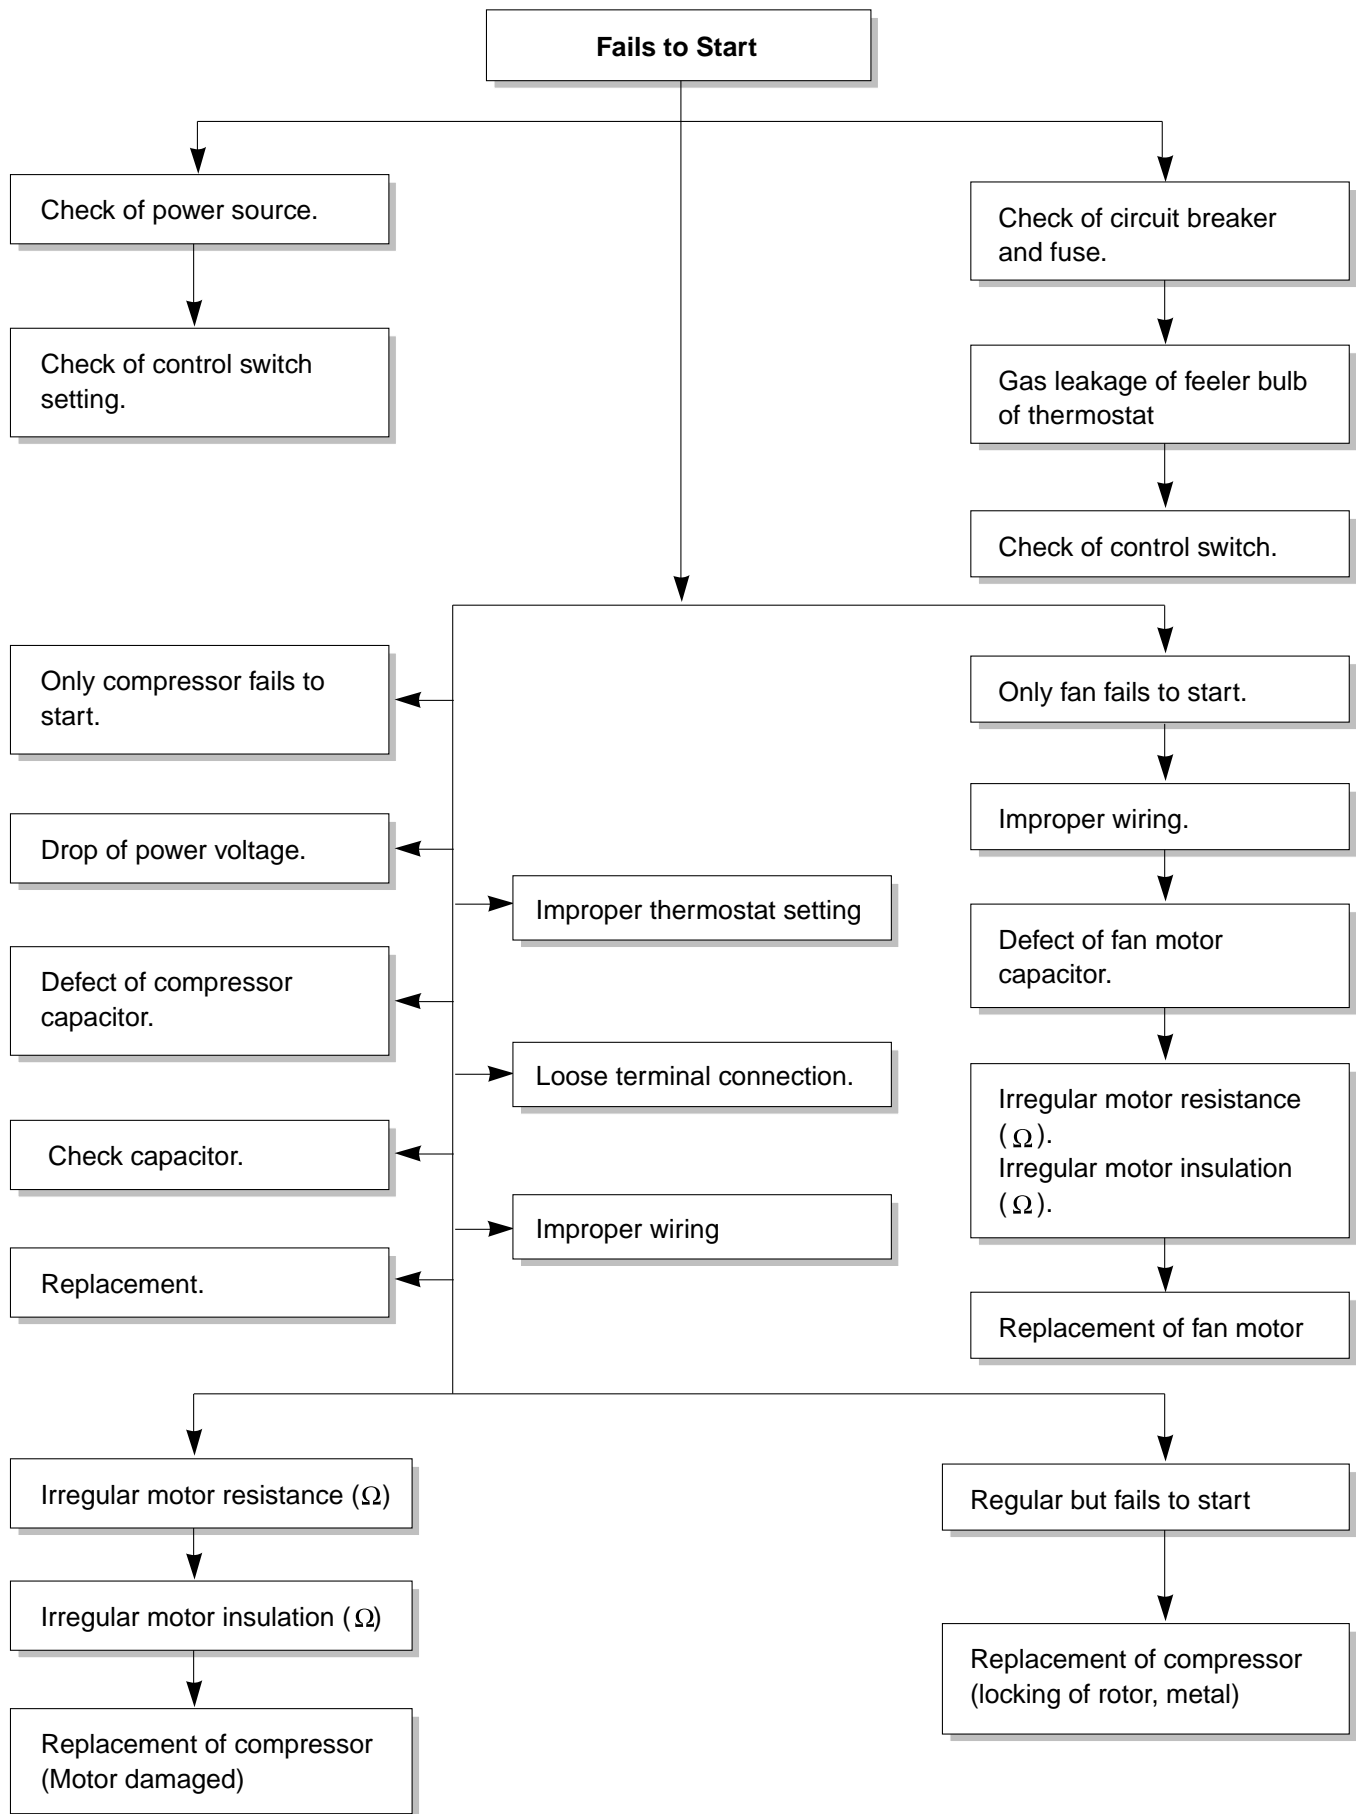 Fails to Start
Check of power source.
Check of control switch
setting.
Check of circuit breaker
and fuse.
Gas leakage of feeler bulb
of thermostat
Check of control switch.
Only compressor fails to
start.
Drop of power voltage.
Defect of compressor
capacitor.
Check capacitor.
Replacement.
Improper thermostat setting
Loose terminal connection.
Improper wiring
Only fan fails to start.
Improper wiring.
Defect of fan motor
capacitor.
Irregular motor resistance
(Ω).
Irregular motor insulation
(Ω).
Replacement of fan motor
Irregular motor resistance (Ω)
Irregular motor insulation (Ω)
Replacement of compressor
(Motor damaged)
Regular but fails to start
Replacement of compressor
(locking of rotor, metal)